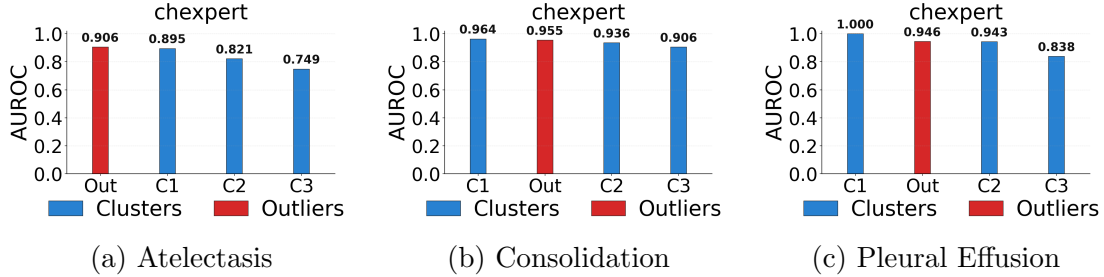 chexpert
1.0
0.8
0.6
0.4
0.2
0.0
AUROC
0.906
0.895
0.821
0.749
Out C1 C2 C3
Clusters Outliers
(a) Atelectasis
chexpert
1.0
0.8
0.6
0.4
0.2
0.0
AUROC
0.964
0.955
0.936
0.906
C1 Out C2 C3
Clusters Outliers
(b) Consolidation
chexpert
1.0
0.8
0.6
0.4
0.2
0.0
AUROC
1.000
0.946
0.943
0.838
C1 Out C2 C3
Clusters Outliers
(c) Pleural Effusion